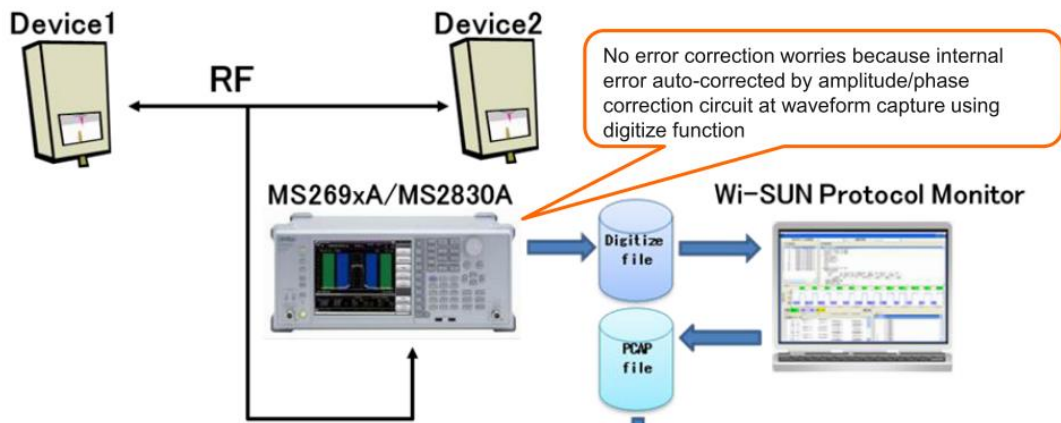 Device1
Device2
RF
No error correction worries because internal
error auto-corrected by amplitude/phase
correction circuit at waveform capture using
digitize function
MS269xA/MS2830A
Wi-SUN Protocol Monitor
Digitize
file
PCAP
file